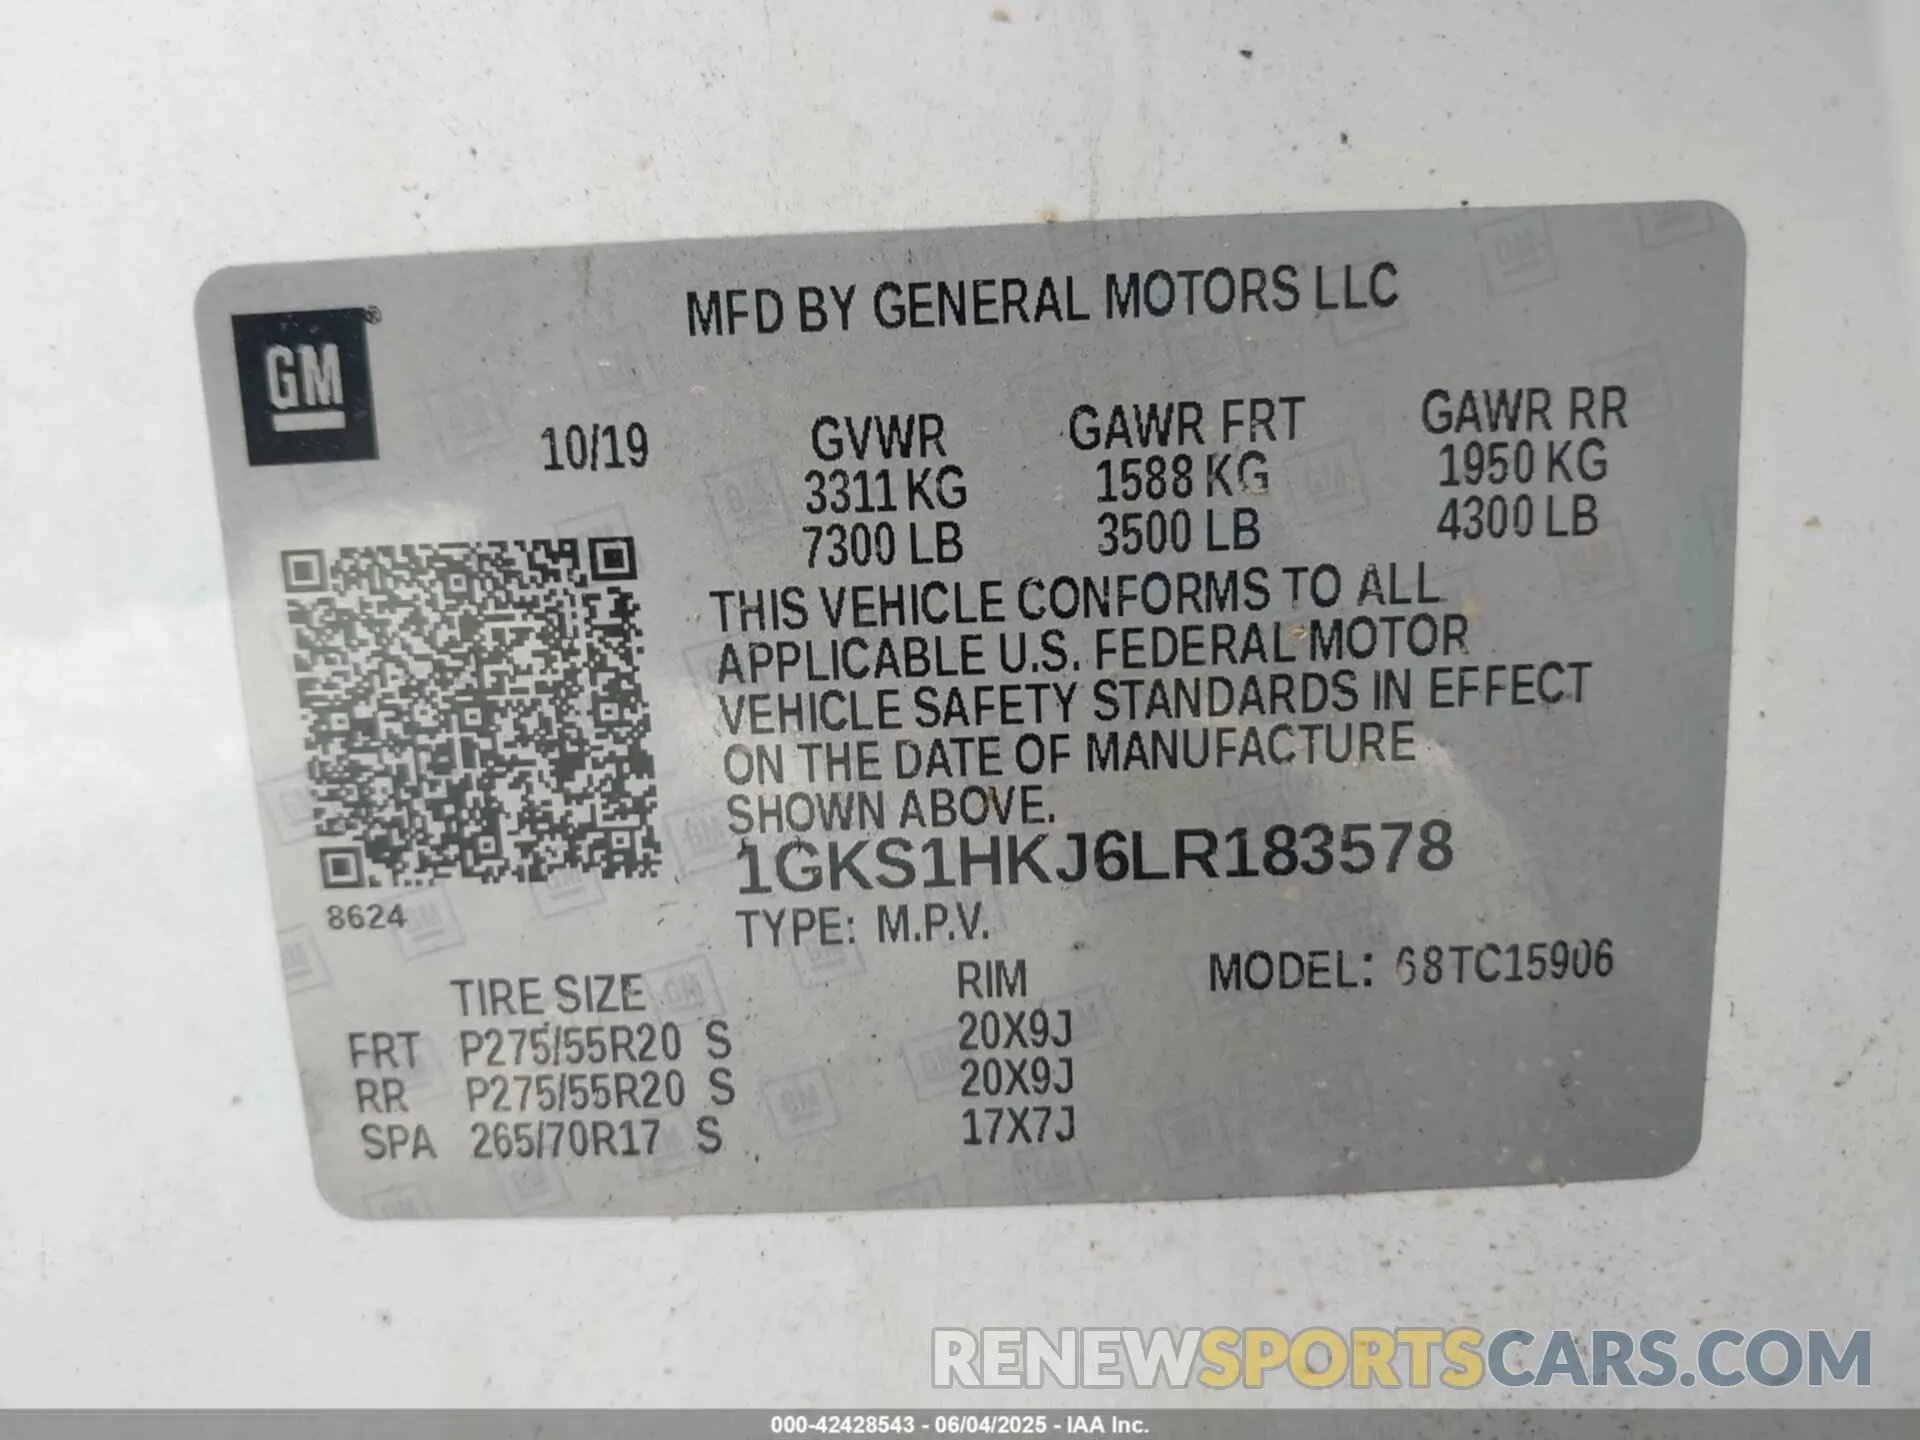 MFD BY GENERAL MOTORS LLC
GM ®
10/19 GVWR GAWR FRT GAWR RR
3311 KG 1588 KG 1950 KG
7300 LB 3500 LB 4300 LB
THIS VEHICLE CONFORMS TO ALL
APPLICABLE U.S. FEDERAL MOTOR
VEHICLE SAFETY STANDARDS IN EFFECT
ON THE DATE OF MANUFACTURE
SHOWN ABOVE.
1GKS1HKJ6LR183578
8624
TYPE: M.P.V.
TIRE SIZE RIM MODEL: 68TC15906
FRT P275/55R20 S 20X9J
RR P275/55R20 S 20X9J
SPA 265/70R17 S 17X7J
RENEWSPORTSCARS.COM
000-42428543 - 06/04/2025 - IAA Inc.